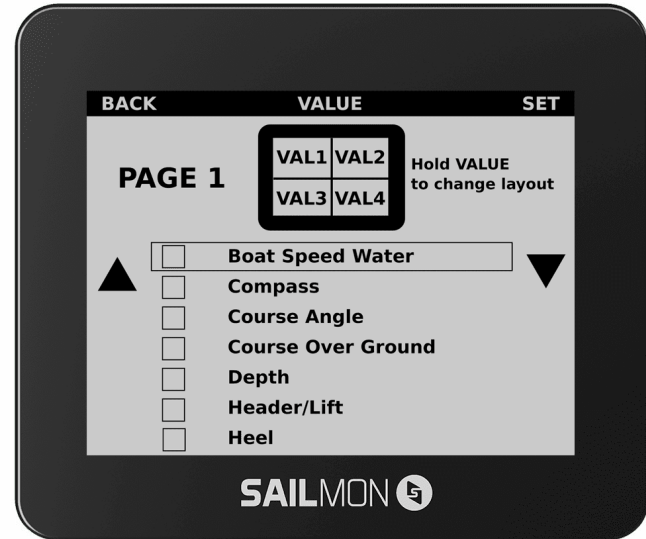 BACK VALUE SET
PAGE 1
VAL1 VAL2
VAL3 VAL4
Hold VALUE
to change layout
Boat Speed Water
Compass
Course Angle
Course Over Ground
Depth
Header/Lift
Heel
SAILMON